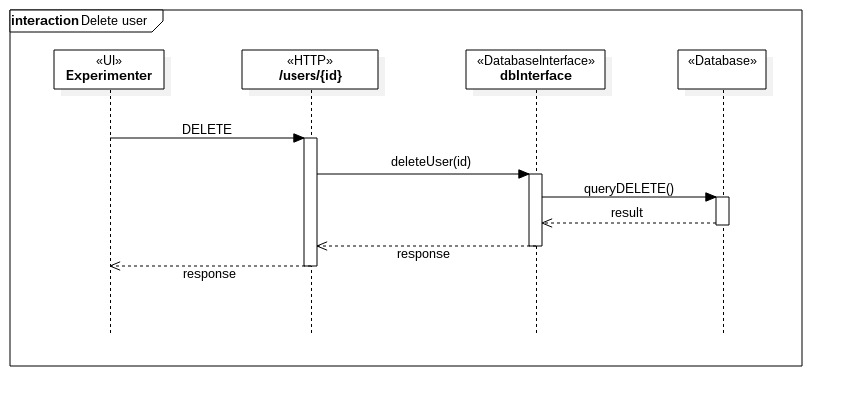 interaction Delete user
«UI»
Experimenter
«HTTP»
/users/{id}
«DatabaseInterface»
dbInterface
«Database»
DELETE
deleteUser(id)
queryDELETE()
result
response
response